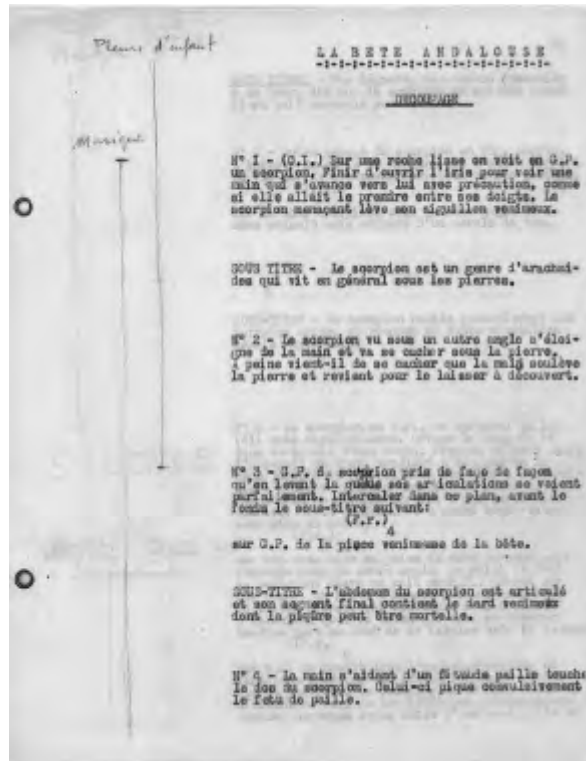 Pleurs d'enfant
Musique
LA BETE ANDALOUSE
-:-:-:-:-:-:-:-:-:-:-:-:-:-:-:-
DECOUPAGE
N° 1 - (O.I.) Sur une roche lisse on voit en G.P.
un scorpion. Finir d'ouvrir l'iris pour voir une
main qui s'avance vers lui avec précaution, comme
si elle allait le prendre entre ses doigts. Le
scorpion menaçant lève son aiguillon venimeux.
SOUS TITRE - Le scorpion est un genre d'arachni-
des qui vit en général sous les pierres.
N° 2 - Le scorpion vu sous un autre angle s'éloi-
gne de la main et va se cacher sous la pierre.
A peine vient-il de se cacher que la main soulève
la pierre et revient pour le laisser à découvert.
N° 3 - G.P. du scorpion pris de façe de façon
qu'en levant la queue ses articulations se voient
parfaitement. Intercaler dans ce plan, avant le
fondu le sous-titre suivant:
(F.r.)
4
sur G.P. de la pince venimeuse de la bête.
SOUS-TITRE - L'abdomen du scorpion est articulé
et son segment final contient le dard venimeux
dont la piqûre peut être mortelle.
N° 4 - La main s'aidant d'un fétu de paille touche
le dos du scorpion. Celui-ci pique convulsivement
le fetu de paille.